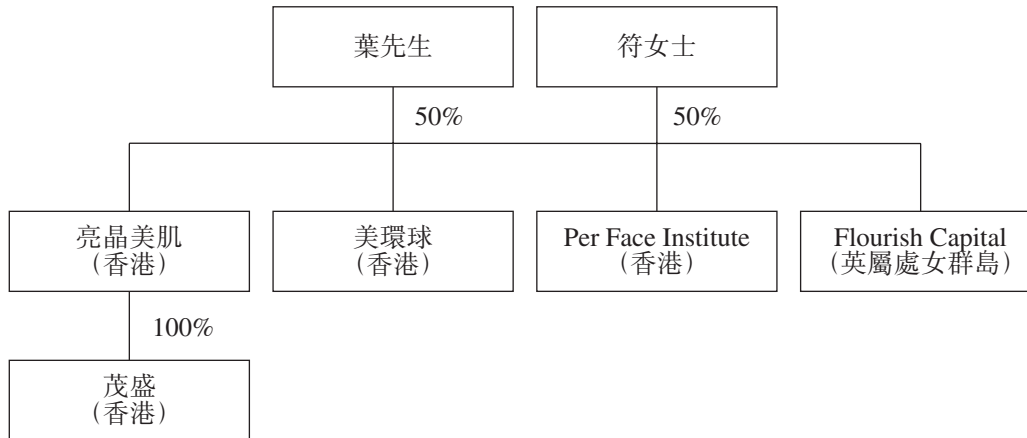 葉先生
符女士
50%
50%
亮晶美肌
（香港）
美環球
（香港）
Per Face Institute
（香港）
Flourish Capital
（英屬處女群島）
100%
茂盛
（香港）